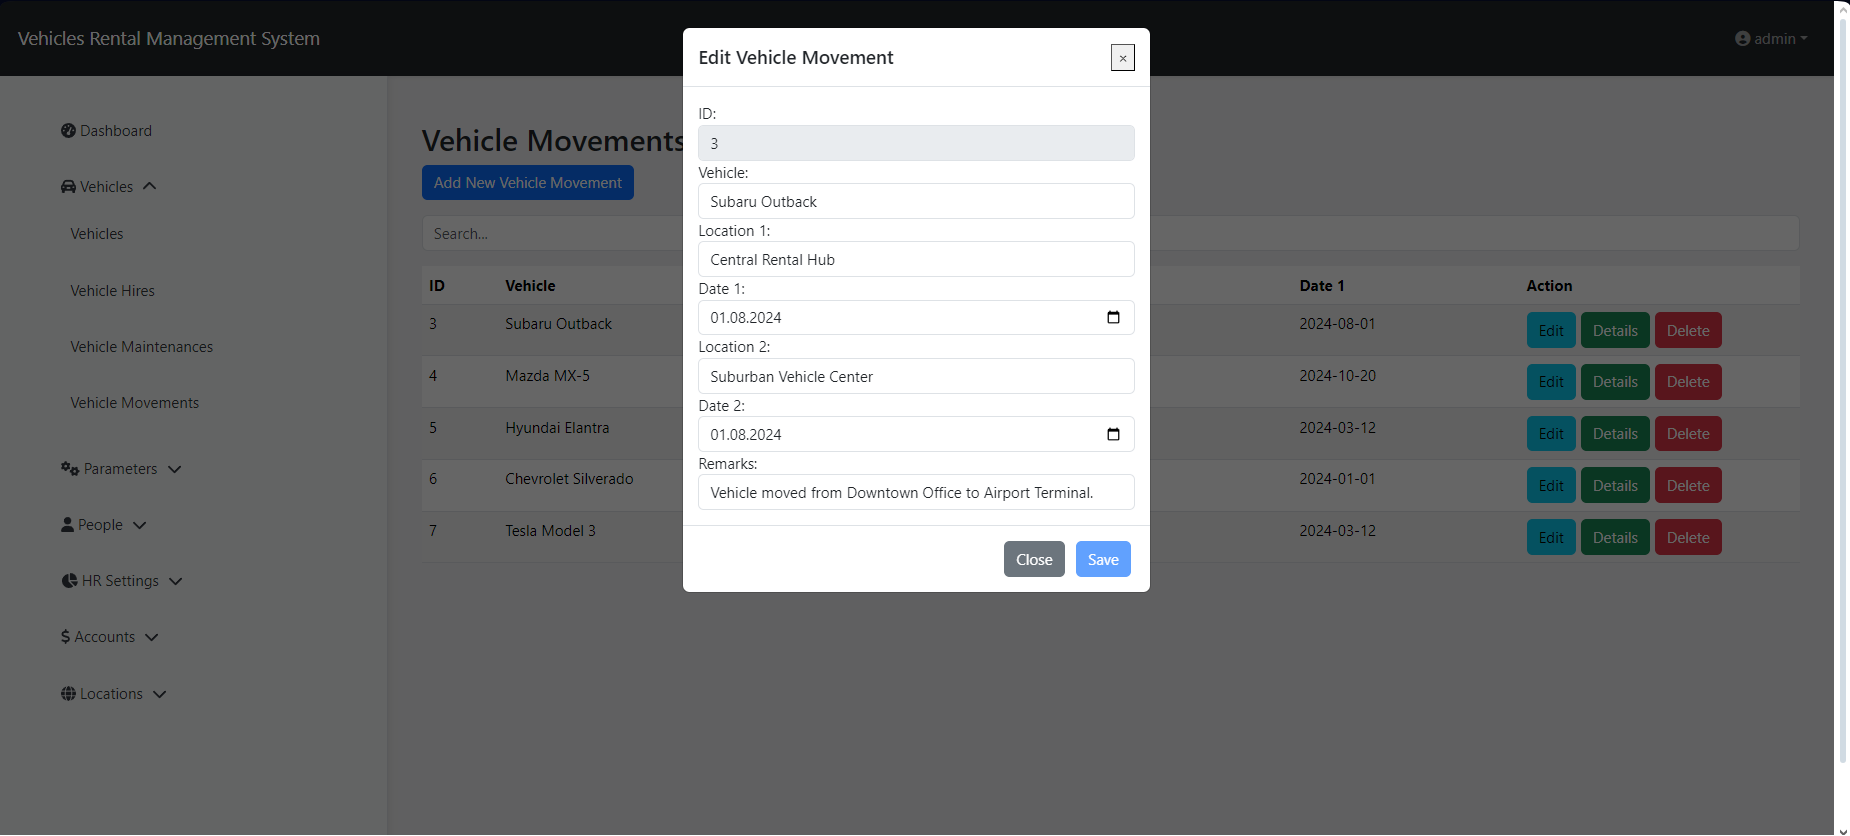 Vehicles Rental Management System
admin
Dashboard
Vehicles
Vehicles
Vehicle Hires
Vehicle Maintenances
Vehicle Movements
Parameters
People
HR Settings
$ Accounts
Locations
Vehicle Movements
Add New Vehicle Movement
Search...
ID Vehicle Date 1 Action
3 Subaru Outback 2024-08-01 Edit Details Delete
4 Mazda MX-5 2024-10-20 Edit Details Delete
5 Hyundai Elantra 2024-03-12 Edit Details Delete
6 Chevrolet Silverado 2024-01-01 Edit Details Delete
7 Tesla Model 3 2024-03-12 Edit Details Delete
Edit Vehicle Movement ×
ID:
3
Vehicle:
Subaru Outback
Location 1:
Central Rental Hub
Date 1:
01.08.2024
Location 2:
Suburban Vehicle Center
Date 2:
01.08.2024
Remarks:
Vehicle moved from Downtown Office to Airport Terminal.
Close Save